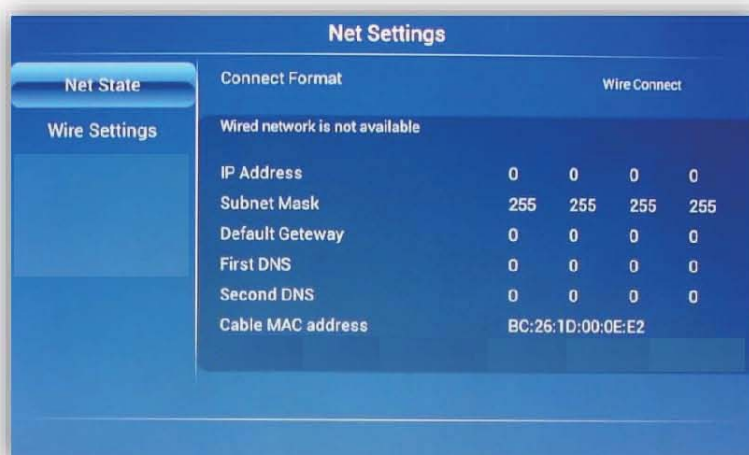 Net Settings
Net State
Wire Settings
Connect Format Wire Connect
Wired network is not available
IP Address 0 0 0 0
Subnet Mask 255 255 255 255
Default Geteway 0 0 0 0
First DNS 0 0 0 0
Second DNS 0 0 0 0
Cable MAC address BC:26:1D:00:0E:E2